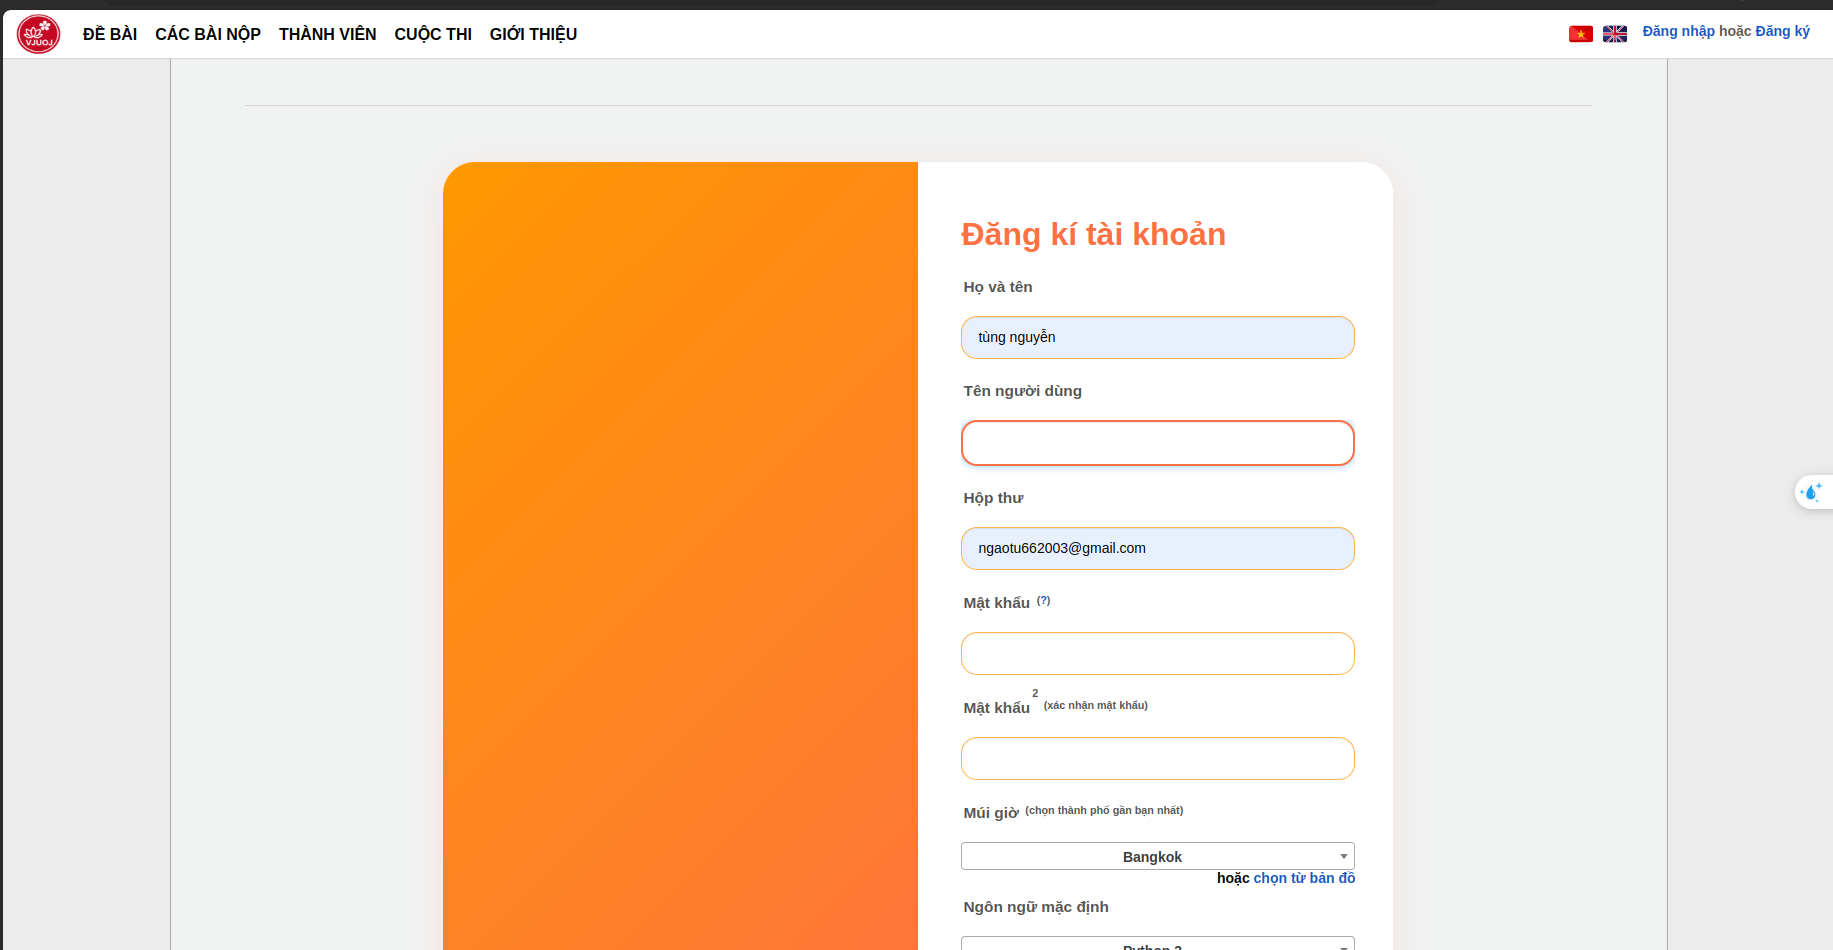 VJUOJ
ĐỀ BÀI CÁC BÀI NỘP THÀNH VIÊN CUỘC THI GIỚI THIỆU
Đăng nhập hoặc Đăng ký
Đăng kí tài khoản
Họ và tên
tùng nguyễn
Tên người dùng
Hộp thư
ngaotu662003@gmail.com
Mật khẩu (?)
Mật khẩu 2 (xác nhận mật khẩu)
Múi giờ (chọn thành phố gần bạn nhất)
Bangkok
hoặc chọn từ bản đồ
Ngôn ngữ mặc định
Python 3